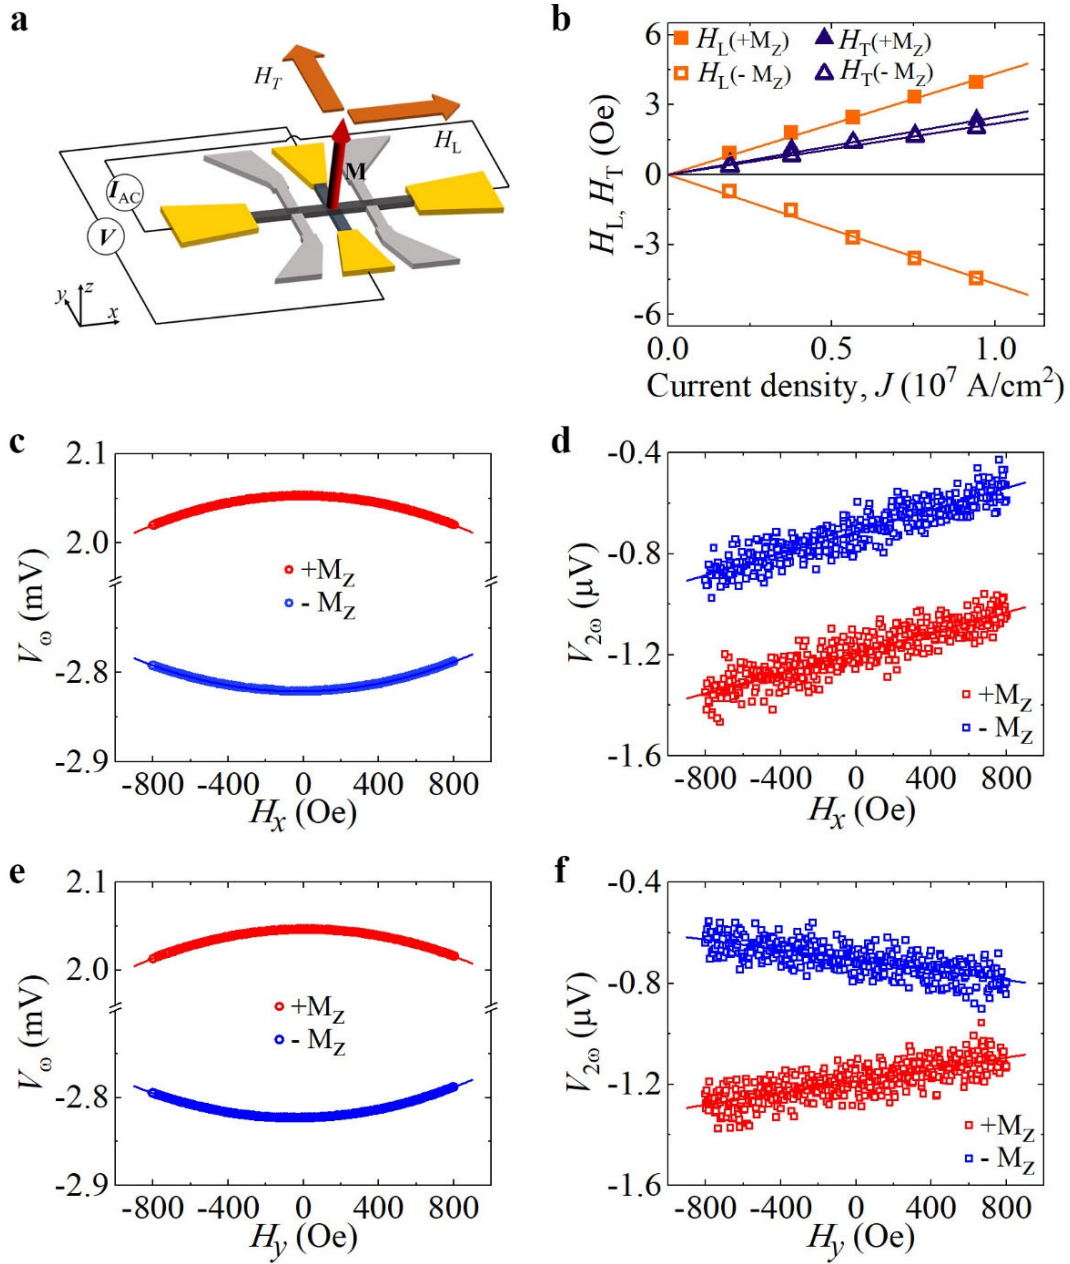 a
H_T
H_L
M
I_AC
V
y z x
b
H_L(+M_Z) H_T(+M_Z)
H_L(- M_Z) H_T(- M_Z)
H_L, H_T (Oe)
6
3
0
-3
-6
0.0 0.5 1.0
Current density, J (10^7 A/cm^2)
c
V_ω (mV)
2.1
2.0
-2.8
-2.9
+M_Z
- M_Z
-800 -400 0 400 800
H_x (Oe)
d
V_2ω (μV)
-0.4
-0.8
-1.2
-1.6
+M_Z
- M_Z
-800 -400 0 400 800
H_x (Oe)
e
V_ω (mV)
2.1
2.0
-2.8
-2.9
+M_Z
- M_Z
-800 -400 0 400 800
H_y (Oe)
f
V_2ω (μV)
-0.4
-0.8
-1.2
-1.6
+M_Z
- M_Z
-800 -400 0 400 800
H_y (Oe)